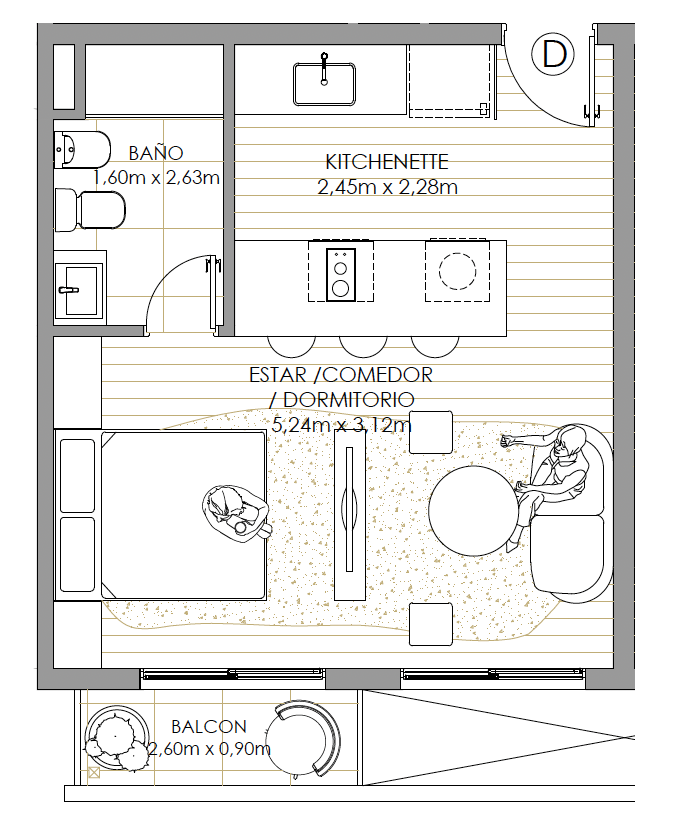 D
BAÑO
1,60m x 2,63m
KITCHENETTE
2,45m x 2,28m
ESTAR /COMEDOR
/ DORMITORIO
5,24m x 3,12m
BALCON
2,60m x 0,90m